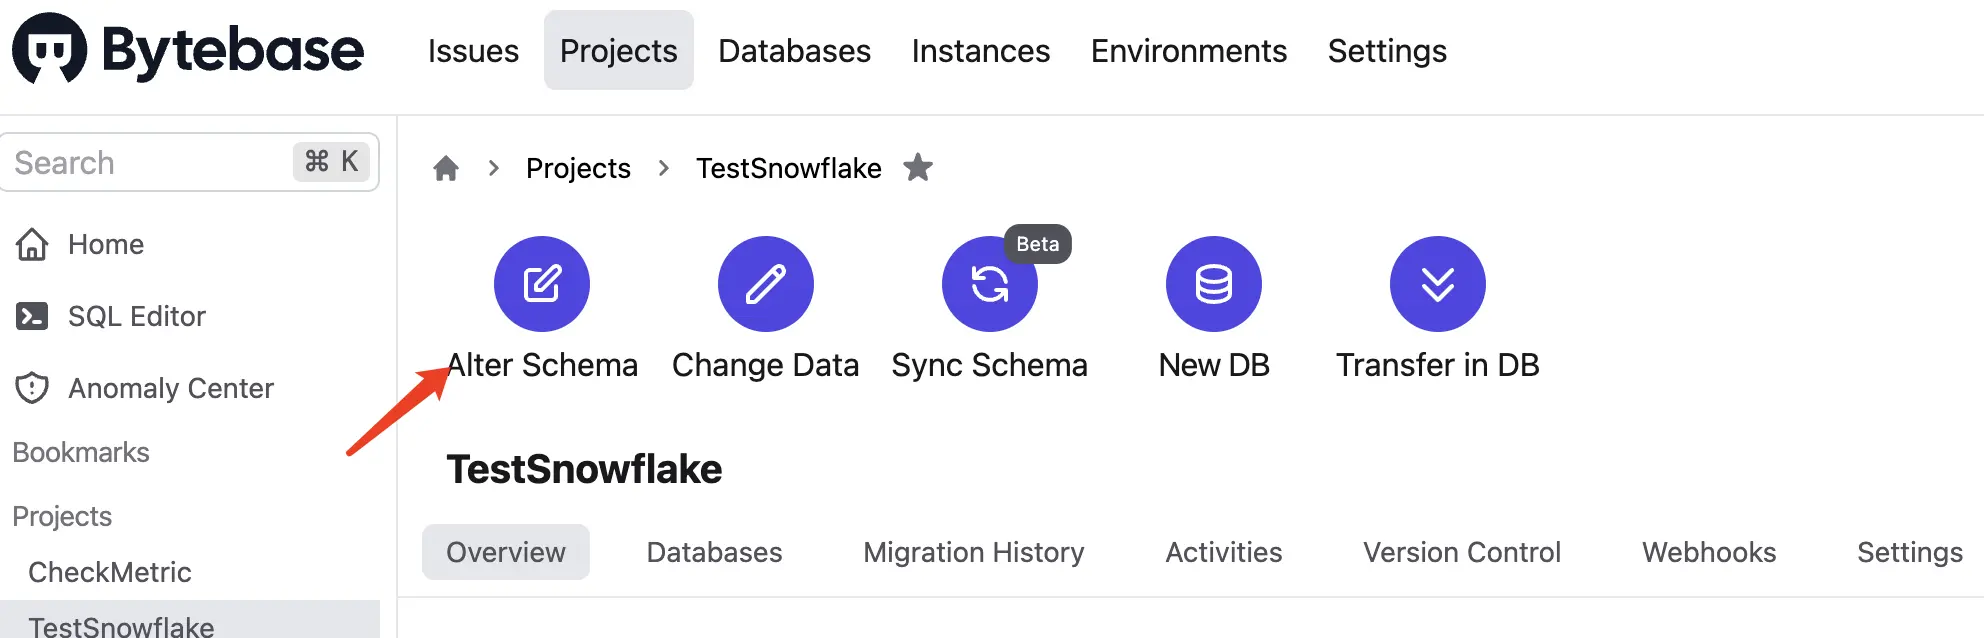 Bytebase Issues Projects Databases Instances Environments Settings
Search ⌘ K
Projects TestSnowflake
Home
Beta
SQL Editor
Alter Schema Change Data Sync Schema New DB Transfer in DB
Anomaly Center
Bookmarks
TestSnowflake
Projects
Overview Databases Migration History Activities Version Control Webhooks Settings
CheckMetric
TestSnowflake